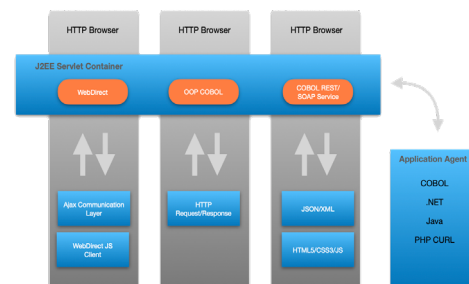 HTTP Browser
HTTP Browser
HTTP Browser
J2EE Servlet Container
WebDirect
OOP COBOL
COBOL REST/
SOAP Service
Ajax Communication
Layer
HTTP
Request/Response
JSON/XML
WebDirect JS
Client
HTML5/CSS3/JS
Application Agent
COBOL
.NET
Java
PHP CURL